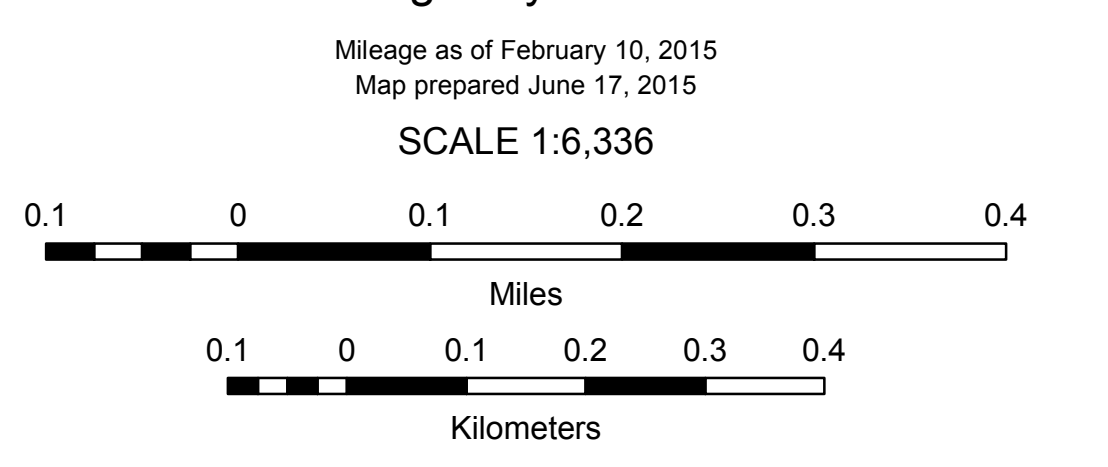 Mileage as of February 10, 2015
Map prepared June 17, 2015
SCALE 1:6,336
0.1 0 0.1 0.2 0.3 0.4
Miles
0.1 0 0.1 0.2 0.3 0.4
Kilometers